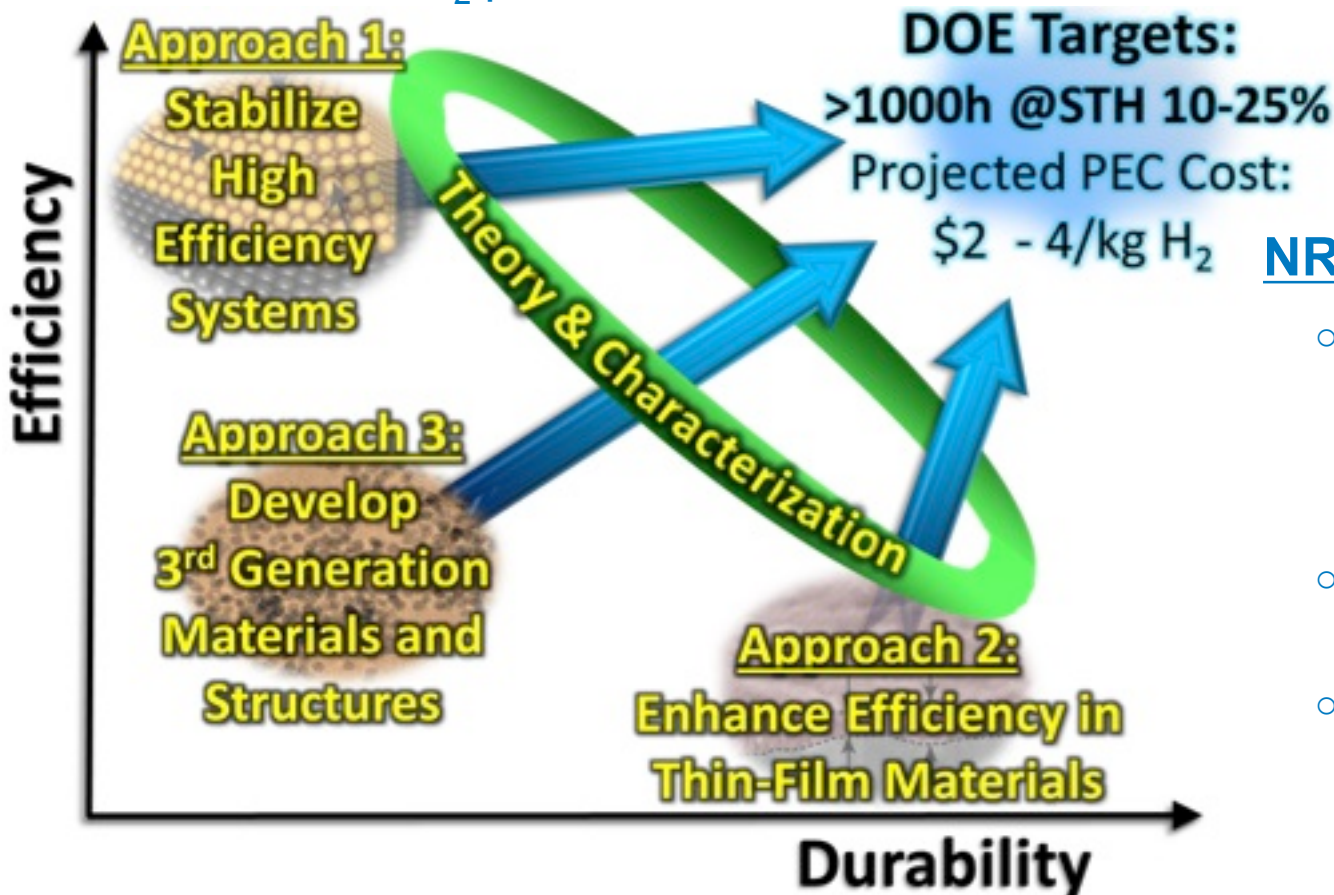 2
Approach 1:
Stabilize
High
Efficiency
Systems
DOE Targets:
>1000h @STH 10-25%
Projected PEC Cost:
$2 - 4/kg H₂
NR
Theory & Characterization
Efficiency
Approach 3:
Develop
3rd Generation
Materials and
Structures
Approach 2:
Enhance Efficiency in
Thin-Film Materials
Durability